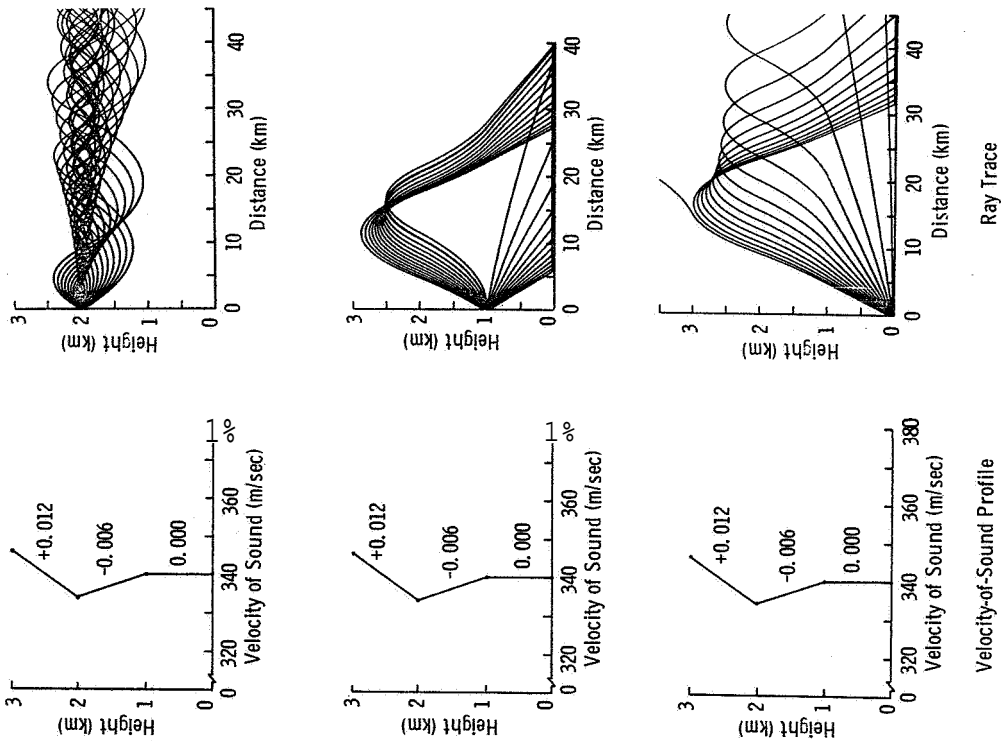 Height (km)
3
2
1
0
+0.012
-0.006
0.000
0 320 340 360
Velocity of Sound (m/sec)
Height (km)
3
2
1
0
0 10 20 30 40
Distance (km)
Height (km)
3
2
1
0
+0.012
-0.006
0.000
0 320 340 360
Velocity of Sound (m/sec)
Height (km)
3
2
1
0
0 10 20 30 40
Distance (km)
Height (km)
3
2
1
0
+0.012
-0.006
0.000
0 320 340 360 380
Velocity of Sound (m/sec)
Velocity-of-Sound Profile
Height (km)
3
2
1
0
0 10 20 30 40
Distance (km)
Ray Trace